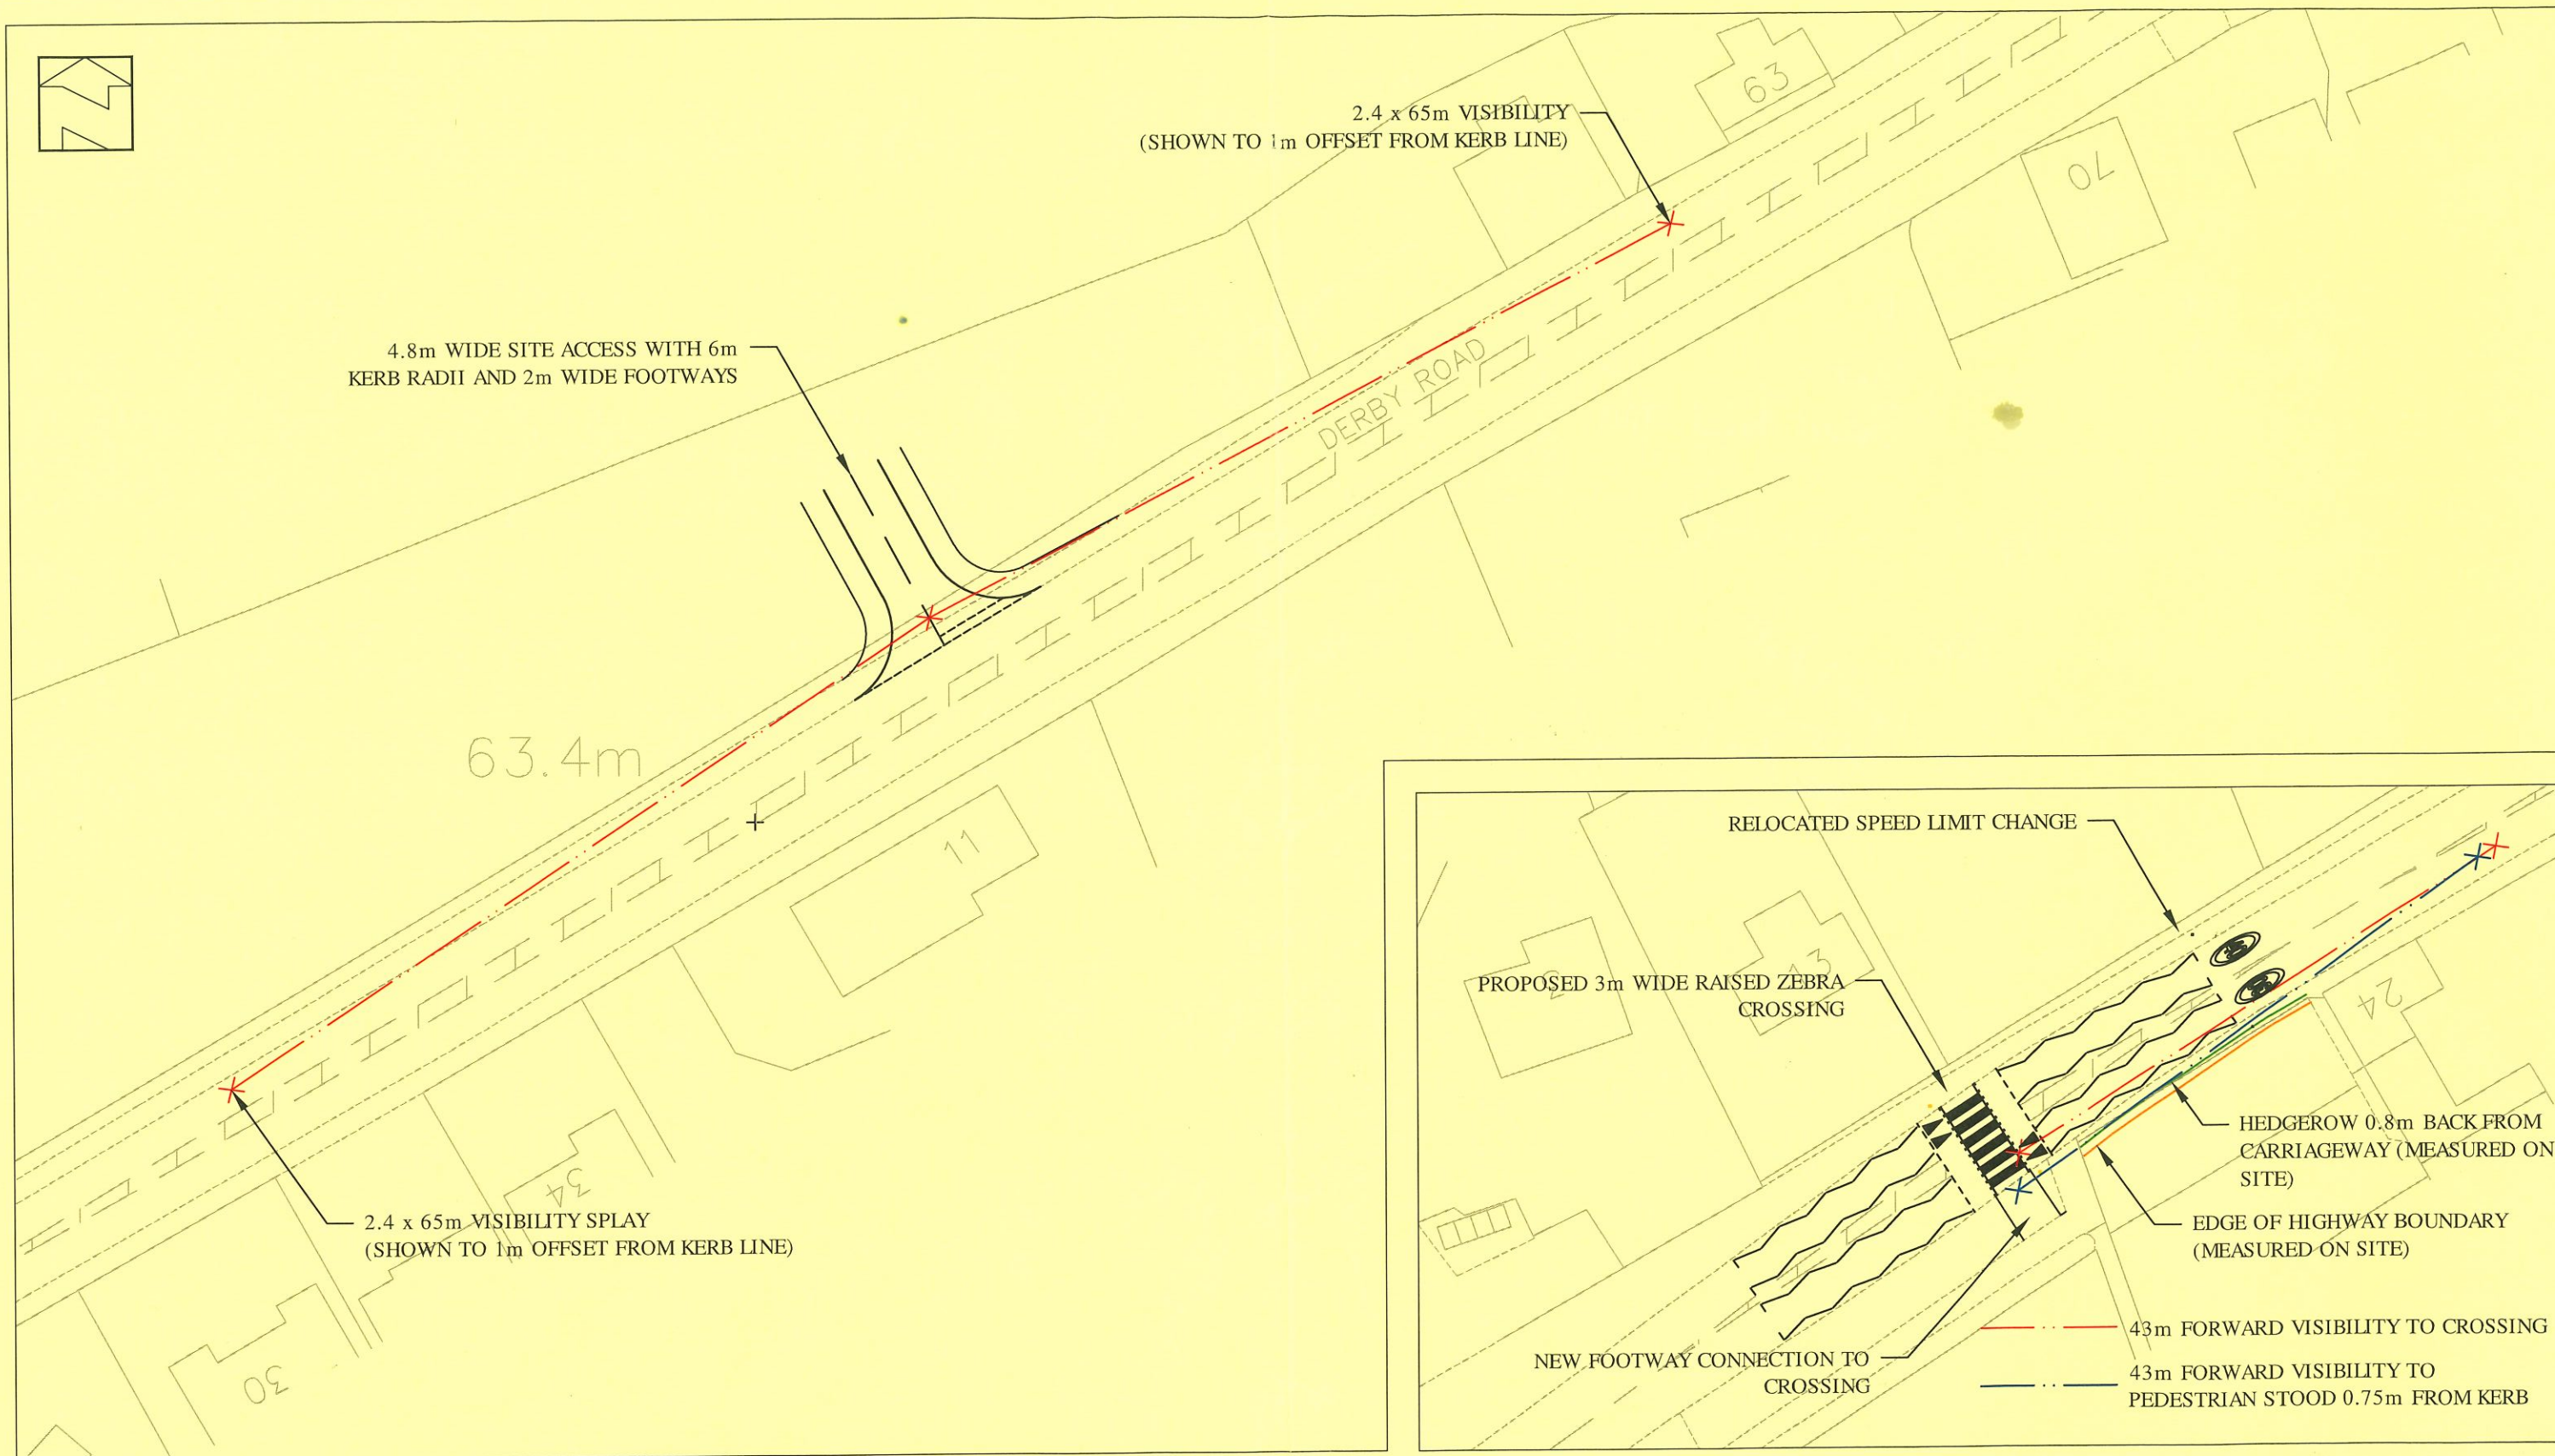 63
2.4 x 65m VISIBILITY
(SHOWN TO 1m OFFSET FROM KERB LINE)
70
4.8m WIDE SITE ACCESS WITH 6m
KERB RADII AND 2m WIDE FOOTWAYS
DERBY ROAD
63.4m
11
34
2.4 x 65m VISIBILITY SPLAY
(SHOWN TO 1m OFFSET FROM KERB LINE)
30
RELOCATED SPEED LIMIT CHANGE
2
13
PROPOSED 3m WIDE RAISED ZEBRA
CROSSING
24
HEDGEROW 0.8m BACK FROM
CARRIAGEWAY (MEASURED ON
SITE)
EDGE OF HIGHWAY BOUNDARY
(MEASURED ON SITE)
NEW FOOTWAY CONNECTION TO
CROSSING
43m FORWARD VISIBILITY TO CROSSING
43m FORWARD VISIBILITY TO
PEDESTRIAN STOOD 0.75m FROM KERB